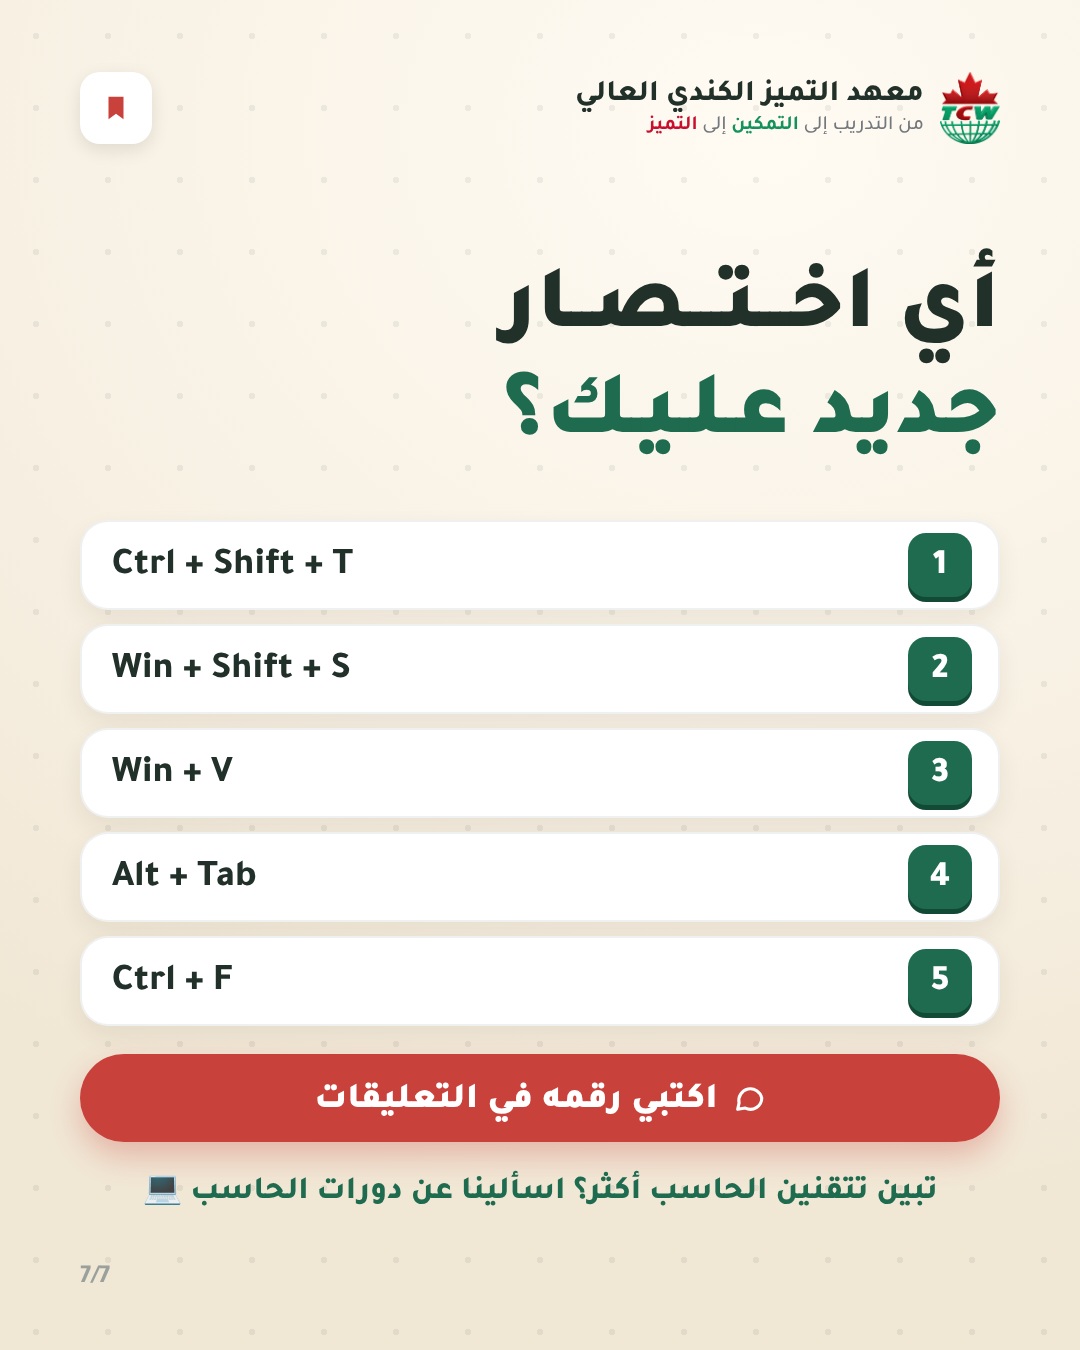 معهد التميز الكندي العالي
من التدريب إلى التمكين إلى التميز
TCW
أي اختصار
جديد عليك؟
1 Ctrl + Shift + T
2 Win + Shift + S
3 Win + V
4 Alt + Tab
5 Ctrl + F
اكتبي رقمه في التعليقات
تبين تتقنين الحاسب أكثر؟ اسألينا عن دورات الحاسب 💻
7/7